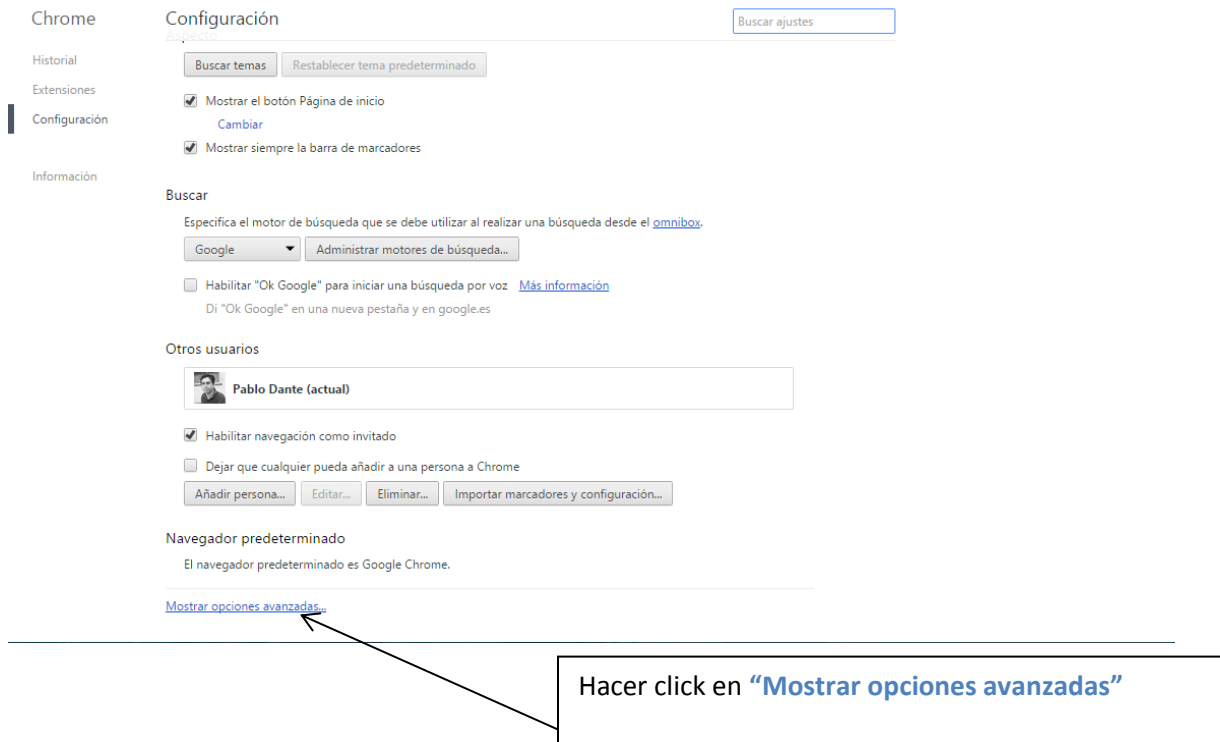 Chrome
Configuración
Buscar ajustes
Aspecto
Historial
Extensiones
Configuración
Información
Buscar temas
Restablecer tema predeterminado
Mostrar el botón Página de inicio
Cambiar
Mostrar siempre la barra de marcadores
Buscar
Especifica el motor de búsqueda que se debe utilizar al realizar una búsqueda desde el omnibox.
Google
Administrar motores de búsqueda...
Habilitar "Ok Google" para iniciar una búsqueda por voz Más información
Di "Ok Google" en una nueva pestaña y en google.es
Otros usuarios
Pablo Dante (actual)
Habilitar navegación como invitado
Dejar que cualquier pueda añadir a una persona a Chrome
Añadir persona...
Editar...
Eliminar...
Importar marcadores y configuración...
Navegador predeterminado
El navegador predeterminado es Google Chrome.
Mostrar opciones avanzadas...
Hacer click en “Mostrar opciones avanzadas”